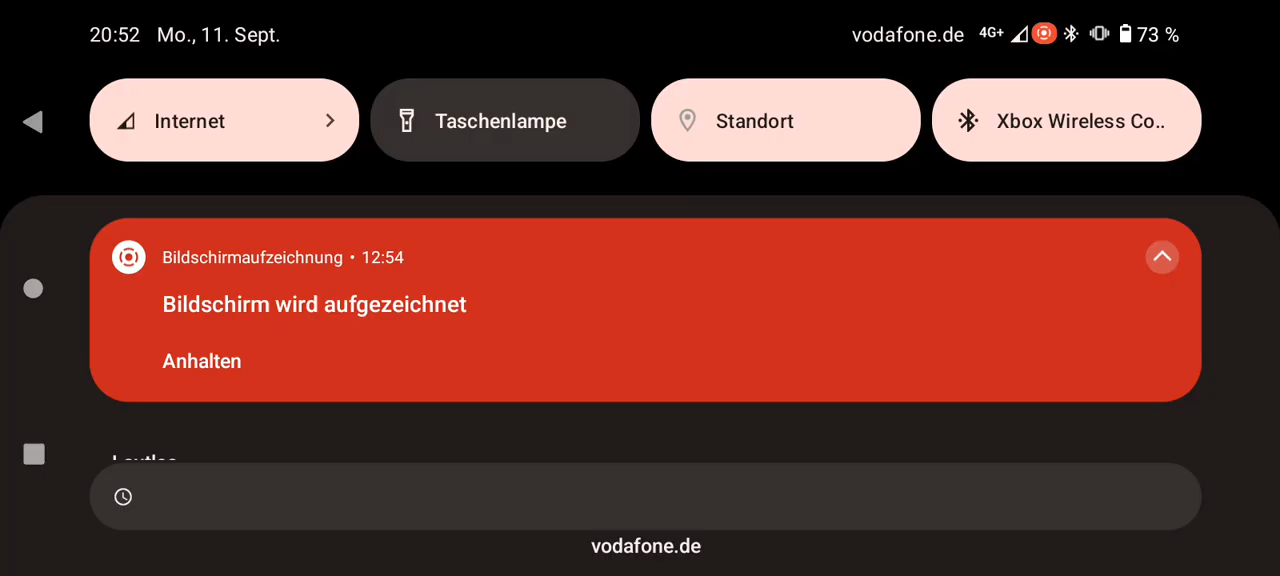 20:52 Mo., 11. Sept.
vodafone.de 4G+ 73 %
Internet
Taschenlampe
Standort
Xbox Wireless Co..
Bildschirmaufzeichnung • 12:54
Bildschirm wird aufgezeichnet
Anhalten
Lautlos
vodafone.de